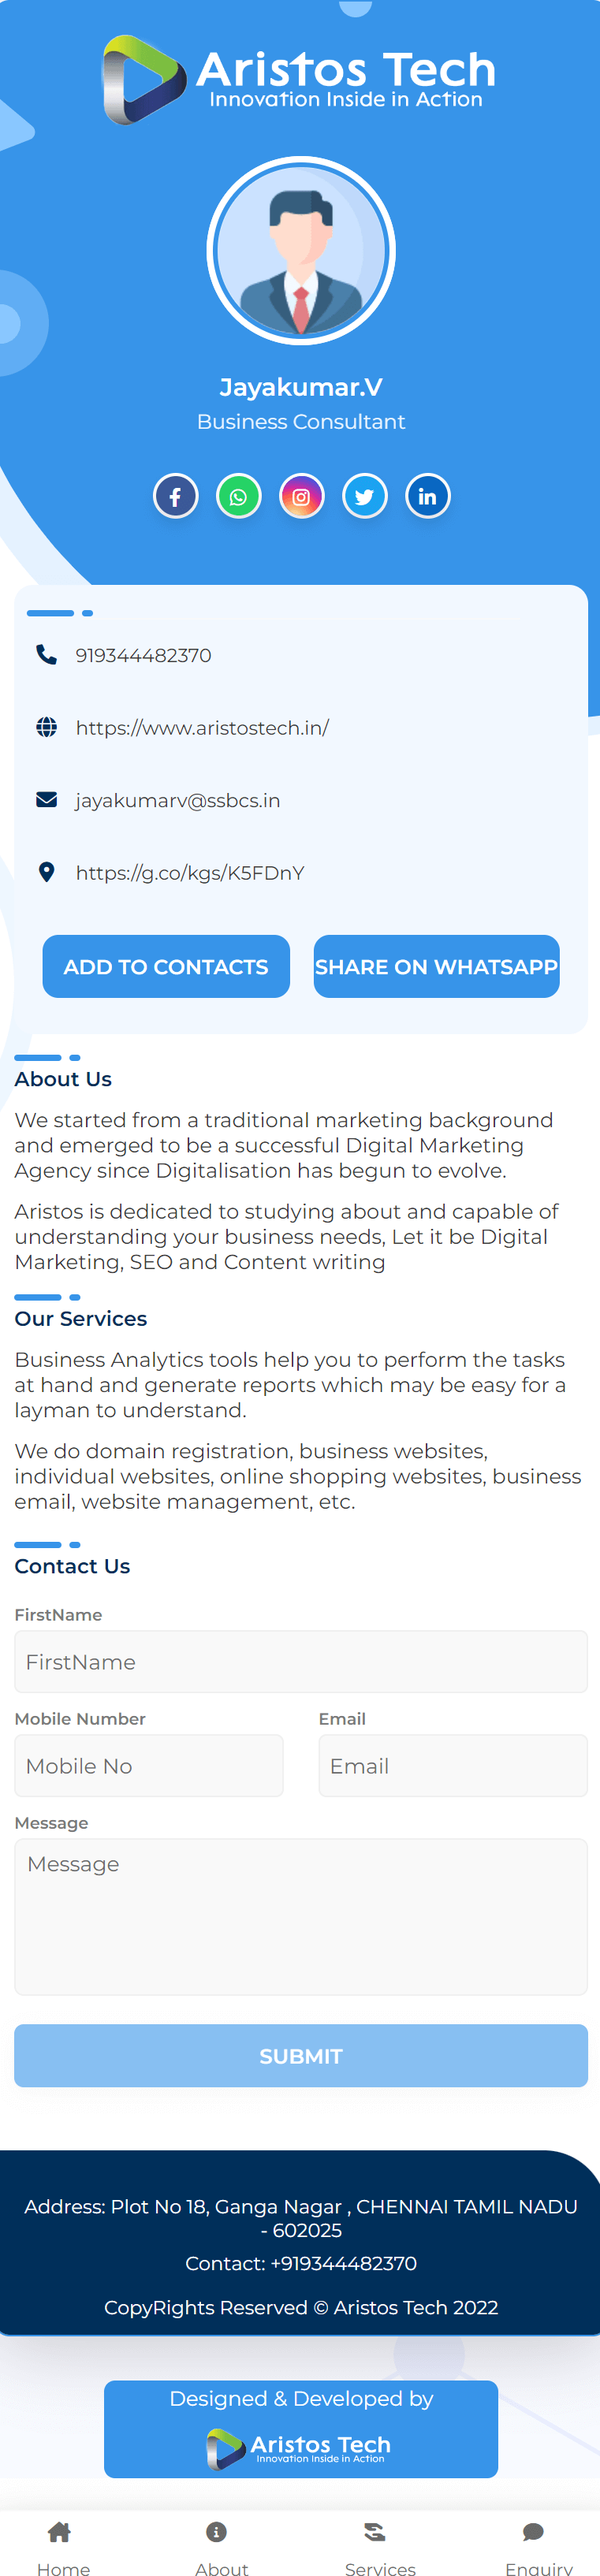 Aristos Tech
Innovation Inside in Action
Jayakumar.V
Business Consultant
919344482370
https://www.aristostech.in/
jayakumarv@ssbcs.in
https://g.co/kgs/K5FDnY
ADD TO CONTACTS
SHARE ON WHATSAPP
About Us
We started from a traditional marketing background
and emerged to be a successful Digital Marketing
Agency since Digitalisation has begun to evolve.
Aristos is dedicated to studying about and capable of
understanding your business needs, Let it be Digital
Marketing, SEO and Content writing
Our Services
Business Analytics tools help you to perform the tasks
at hand and generate reports which may be easy for a
layman to understand.
We do domain registration, business websites,
individual websites, online shopping websites, business
email, website management, etc.
Contact Us
FirstName
FirstName
Mobile Number
Email
Mobile No
Email
Message
Message
SUBMIT
Address: Plot No 18, Ganga Nagar , CHENNAI TAMIL NADU
- 602025
Contact: +919344482370
CopyRights Reserved © Aristos Tech 2022
Designed & Developed by
Aristos Tech
Innovation Inside in Action
Home
About
Services
Enquiry